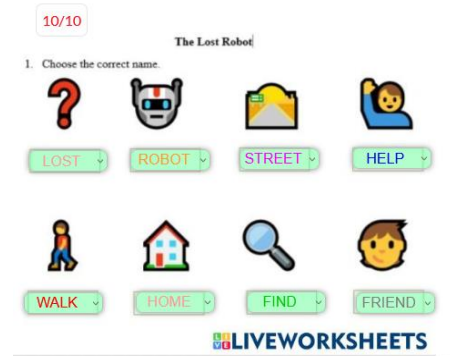 10/10
The Lost Robot
1. Choose the correct name.
LOST ROBOT STREET HELP
WALK HOME FIND FRIEND
LIVE LIVEWORKSHEETS